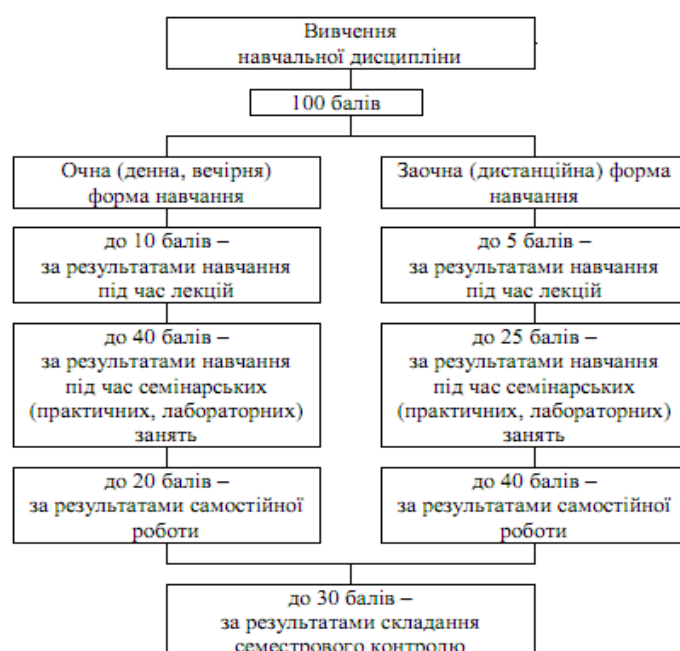 Вивчення
навчальної дисципліни
100 балів
Очна (денна, вечірня)
форма навчання
Заочна (дистанційна) форма
навчання
до 10 балів –
за результатами навчання
під час лекцій
до 5 балів –
за результатами навчання
під час лекцій
до 40 балів –
за результатами навчання
під час семінарських
(практичних, лабораторних)
занять
до 25 балів –
за результатами навчання
під час семінарських
(практичних, лабораторних)
занять
до 20 балів –
за результатами самостійної
роботи
до 40 балів –
за результатами самостійної
роботи
до 30 балів –
за результатами складання
семестрового контролю